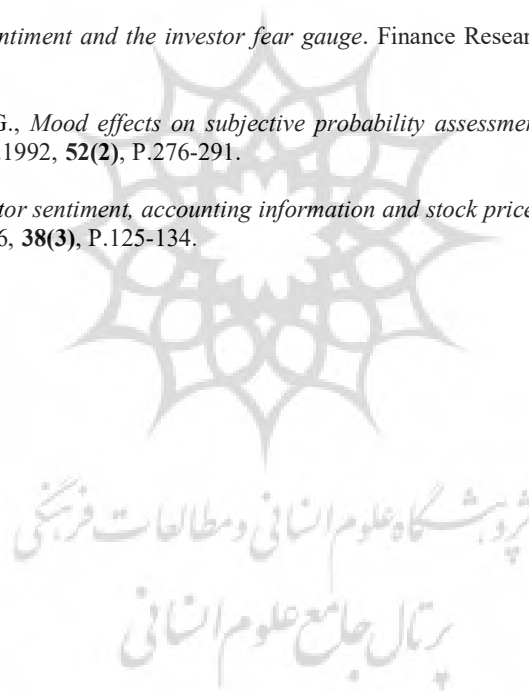 ntiment and the investor fear gauge. Finance Resear
G., Mood effects on subjective probability assessmen
.1992, 52(2), P.276-291.
tor sentiment, accounting information and stock price
6, 38(3), P.125-134.
پژوهشگاه علوم انسانی و مطالعات فرهنگی
پرتال جامع علوم انسانی